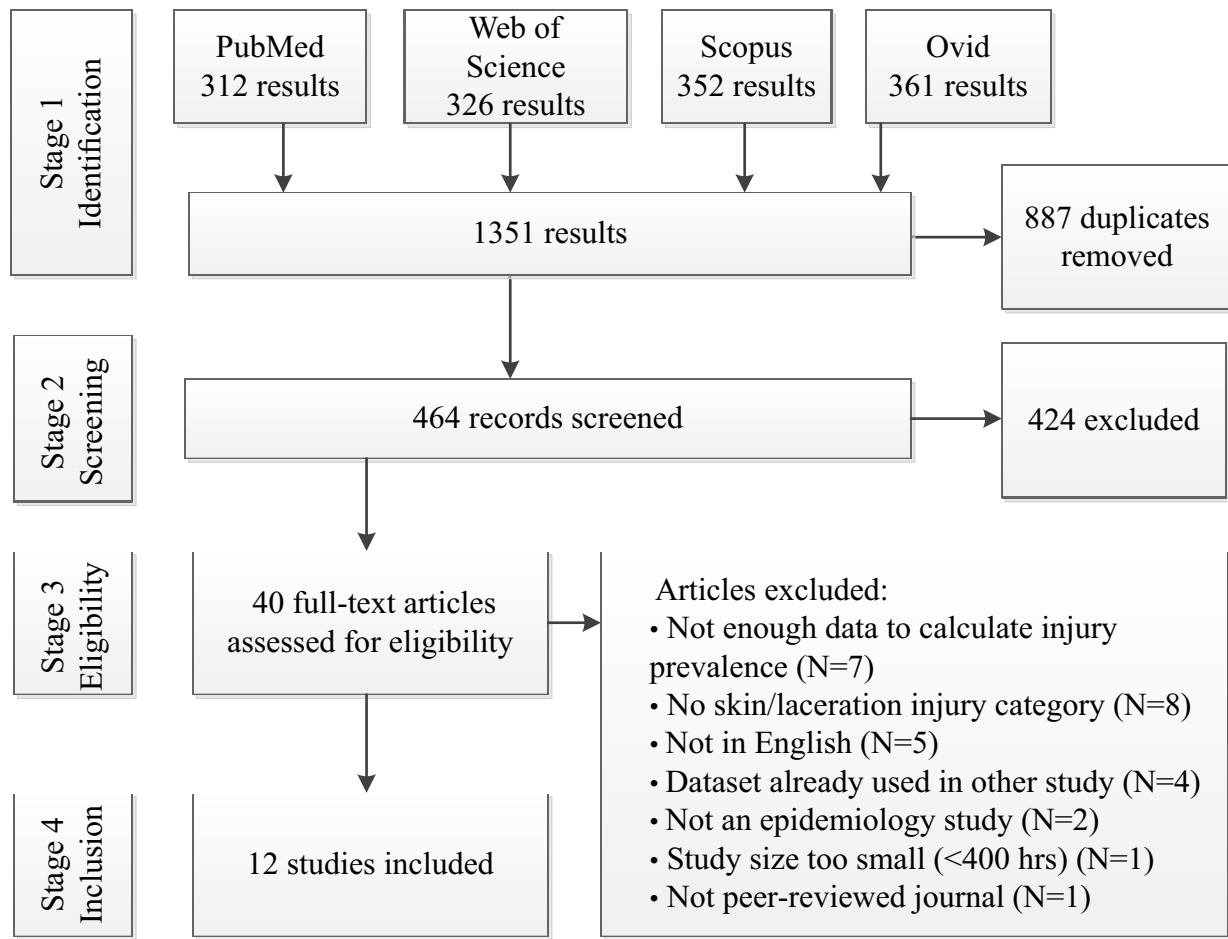 Stage 1
Identification
PubMed
312 results
Web of
Science
326 results
Scopus
352 results
Ovid
361 results
1351 results
887 duplicates
removed
Stage 2
Screening
464 records screened
424 excluded
Stage 3
Eligibility
40 full-text articles
assessed for eligibility
Articles excluded:
• Not enough data to calculate injury
prevalence (N=7)
• No skin/laceration injury category (N=8)
• Not in English (N=5)
• Dataset already used in other study (N=4)
• Not an epidemiology study (N=2)
• Study size too small (<400 hrs) (N=1)
• Not peer-reviewed journal (N=1)
Stage 4
Inclusion
12 studies included